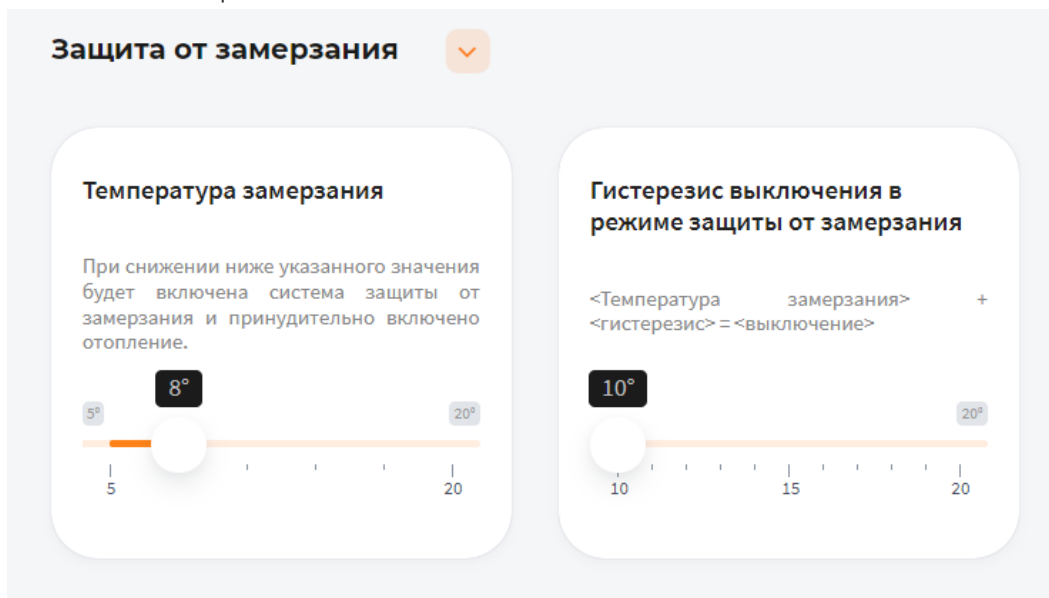 Защита от замерзания
Температура замерзания
При снижении ниже указанного значения
будет включена система защиты от
замерзания и принудительно включено
отопление.
8°
5°
20°
5
20
Гистерезис выключения в
режиме защиты от замерзания
<Температура замерзания> +
<гистерезис> = <выключение>
10°
20°
10
15
20